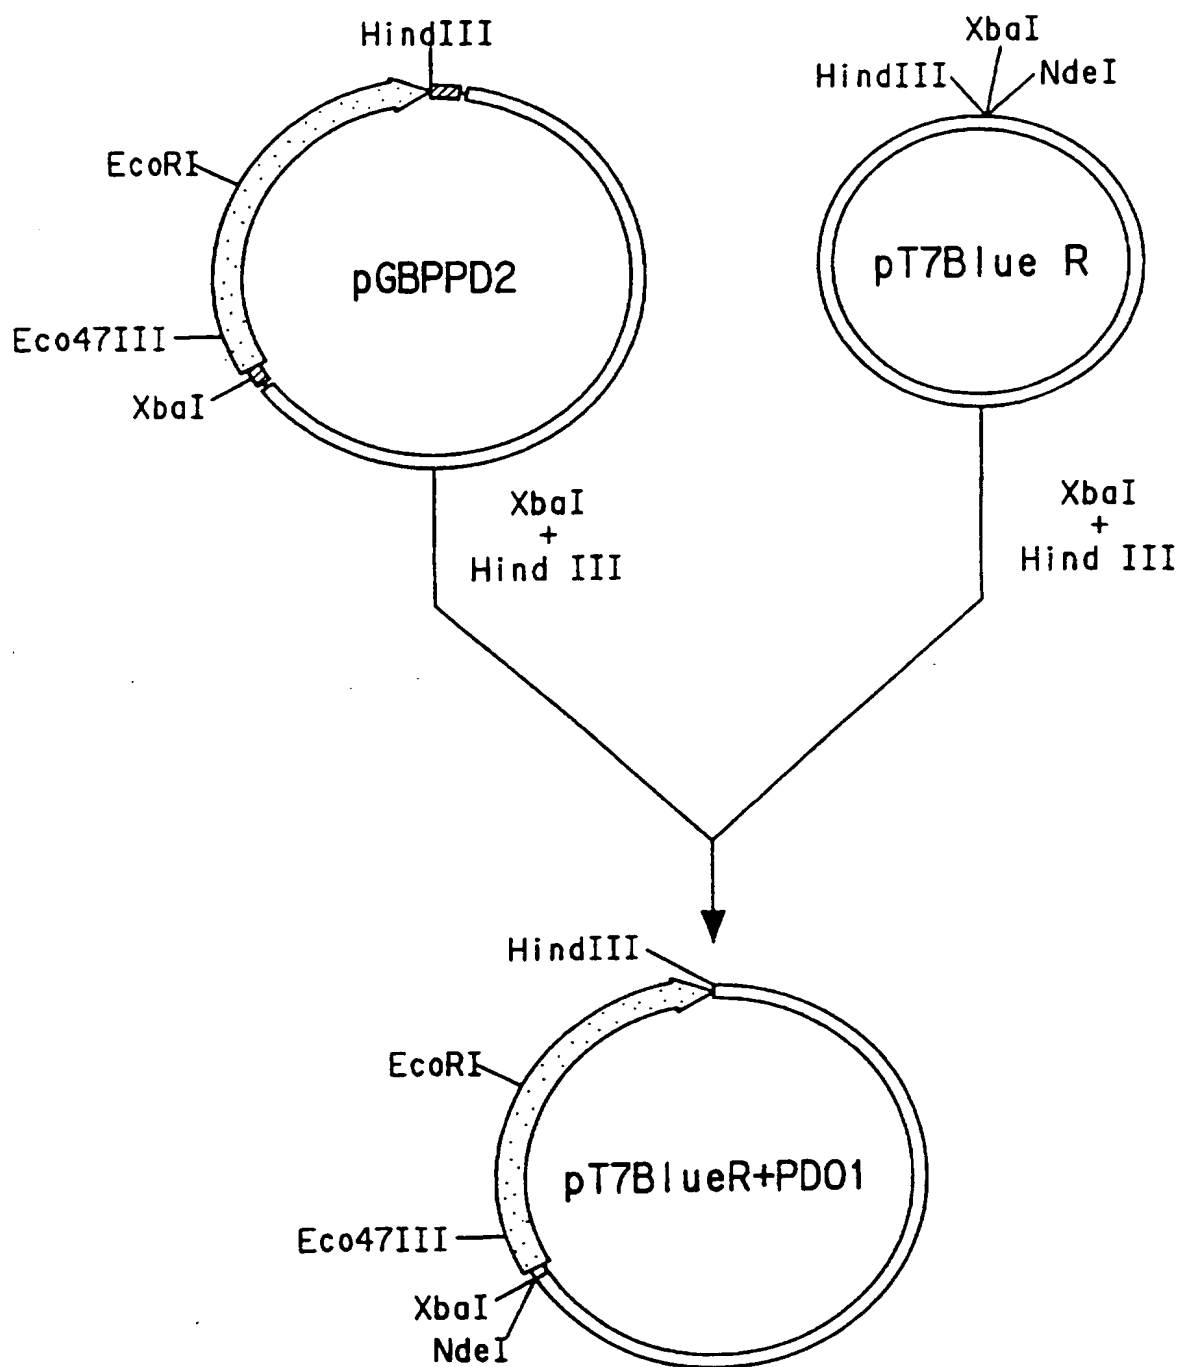 HindIII
EcoRI
pGBPPD2
Eco47III
XbaI
XbaI
+
Hind III
XbaI
HindIII
NdeI
pT7Blue R
XbaI
+
Hind III
HindIII
EcoRI
pT7BlueR+PDO1
Eco47III
XbaI
NdeI